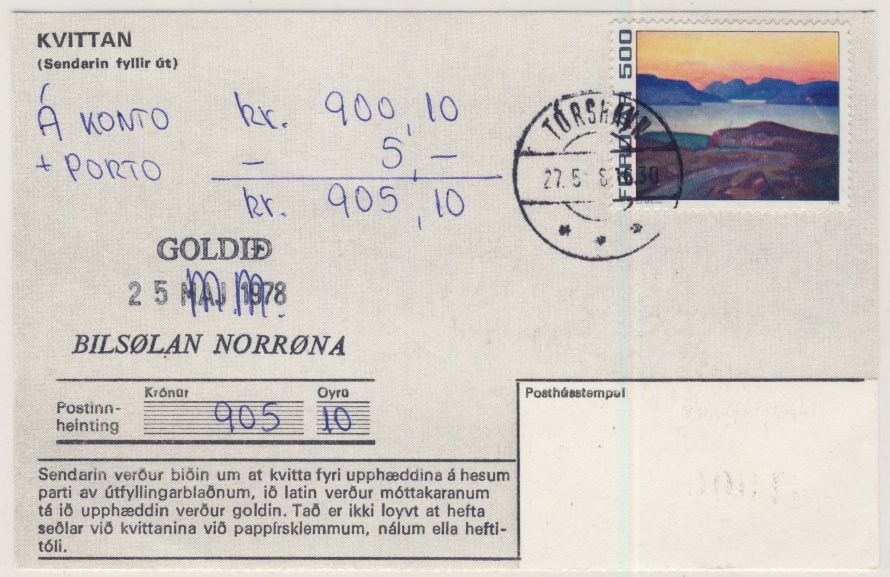 KVITTAN
(Sendarin fyllir út)
Á KONTO kr. 900,10
+ PORTO — 5,—
kr. 905,10
FØROYAR 500
TÓRSHAVN
GOLDIÐ
25 MAJ 1978
m.m.
BILSØLAN NORRØNA
Krónur Oyru
Postinn-
heinting 905 10
Posthússtempul
Sendarin verður biðin um at kvitta fyri upphæddina á hesum
parti av útfyllingarblaðnum, ið latin verður móttakaranum
tá ið upphæddin verður goldin. Tað er ikki loyvt at hefta
seðlar við kvittanina við pappírsklemmum, nálum ella hefti-
tóli.